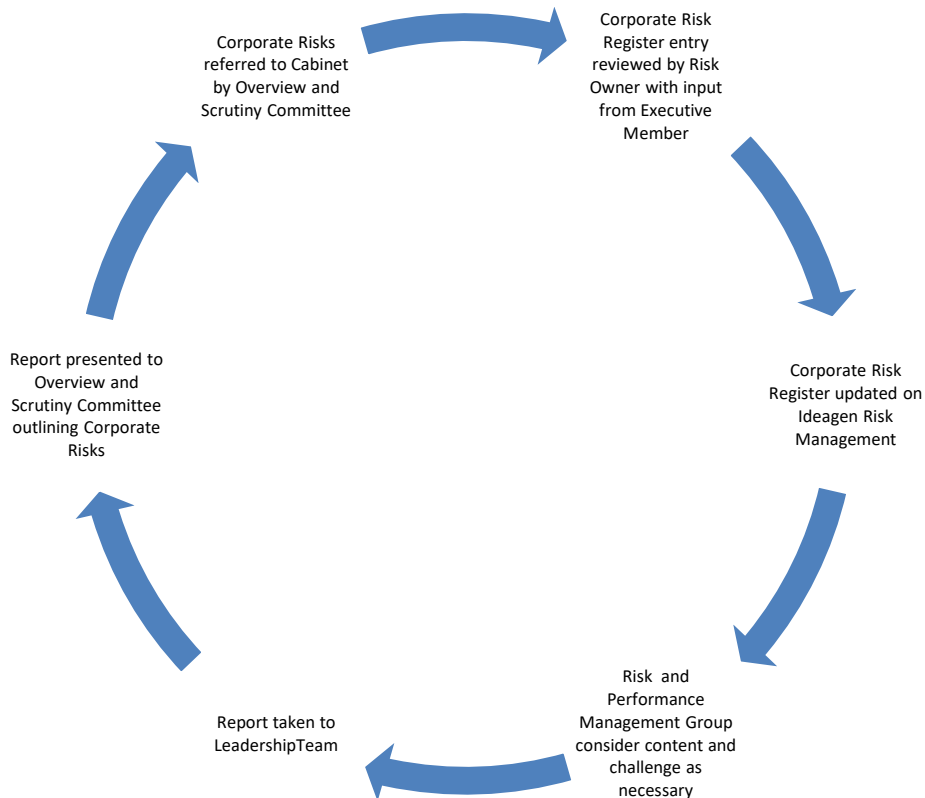 Corporate Risks
referred to Cabinet
by Overview and
Scrutiny Committee
Corporate Risk
Register entry
reviewed by Risk
Owner with input
from Executive
Member
Corporate Risk
Register updated on
Ideagen Risk
Management
Risk and
Performance
Management Group
consider content and
challenge as
necessary
Report taken to
LeadershipTeam
Report presented to
Overview and
Scrutiny Committee
outlining Corporate
Risks